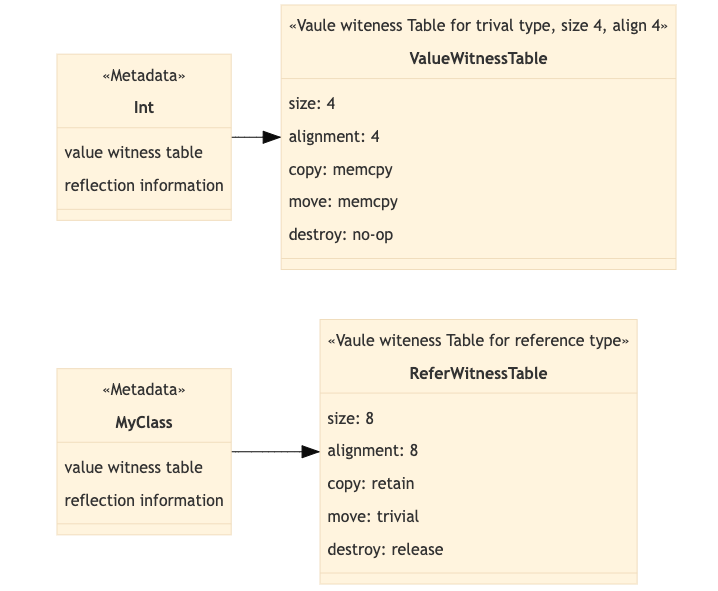 «Metadata»
Int
value witness table
reflection information
«Vaule witeness Table for trival type, size 4, align 4»
ValueWitnessTable
size: 4
alignment: 4
copy: memcpy
move: memcpy
destroy: no-op
«Metadata»
MyClass
value witness table
reflection information
«Vaule witeness Table for reference type»
ReferWitnessTable
size: 8
alignment: 8
copy: retain
move: trivial
destroy: release